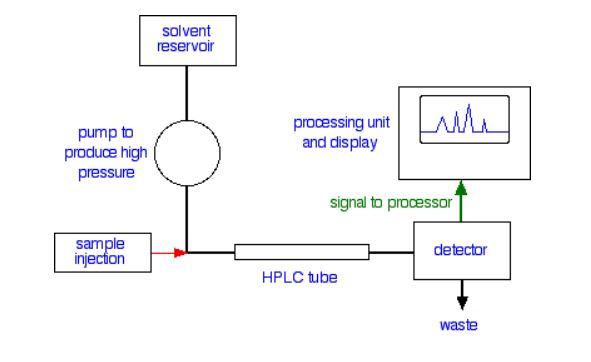 solvent
reservoir
pump to
produce high
pressure
processing unit
and display
signal to processor
sample
injection
detector
HPLC tube
waste